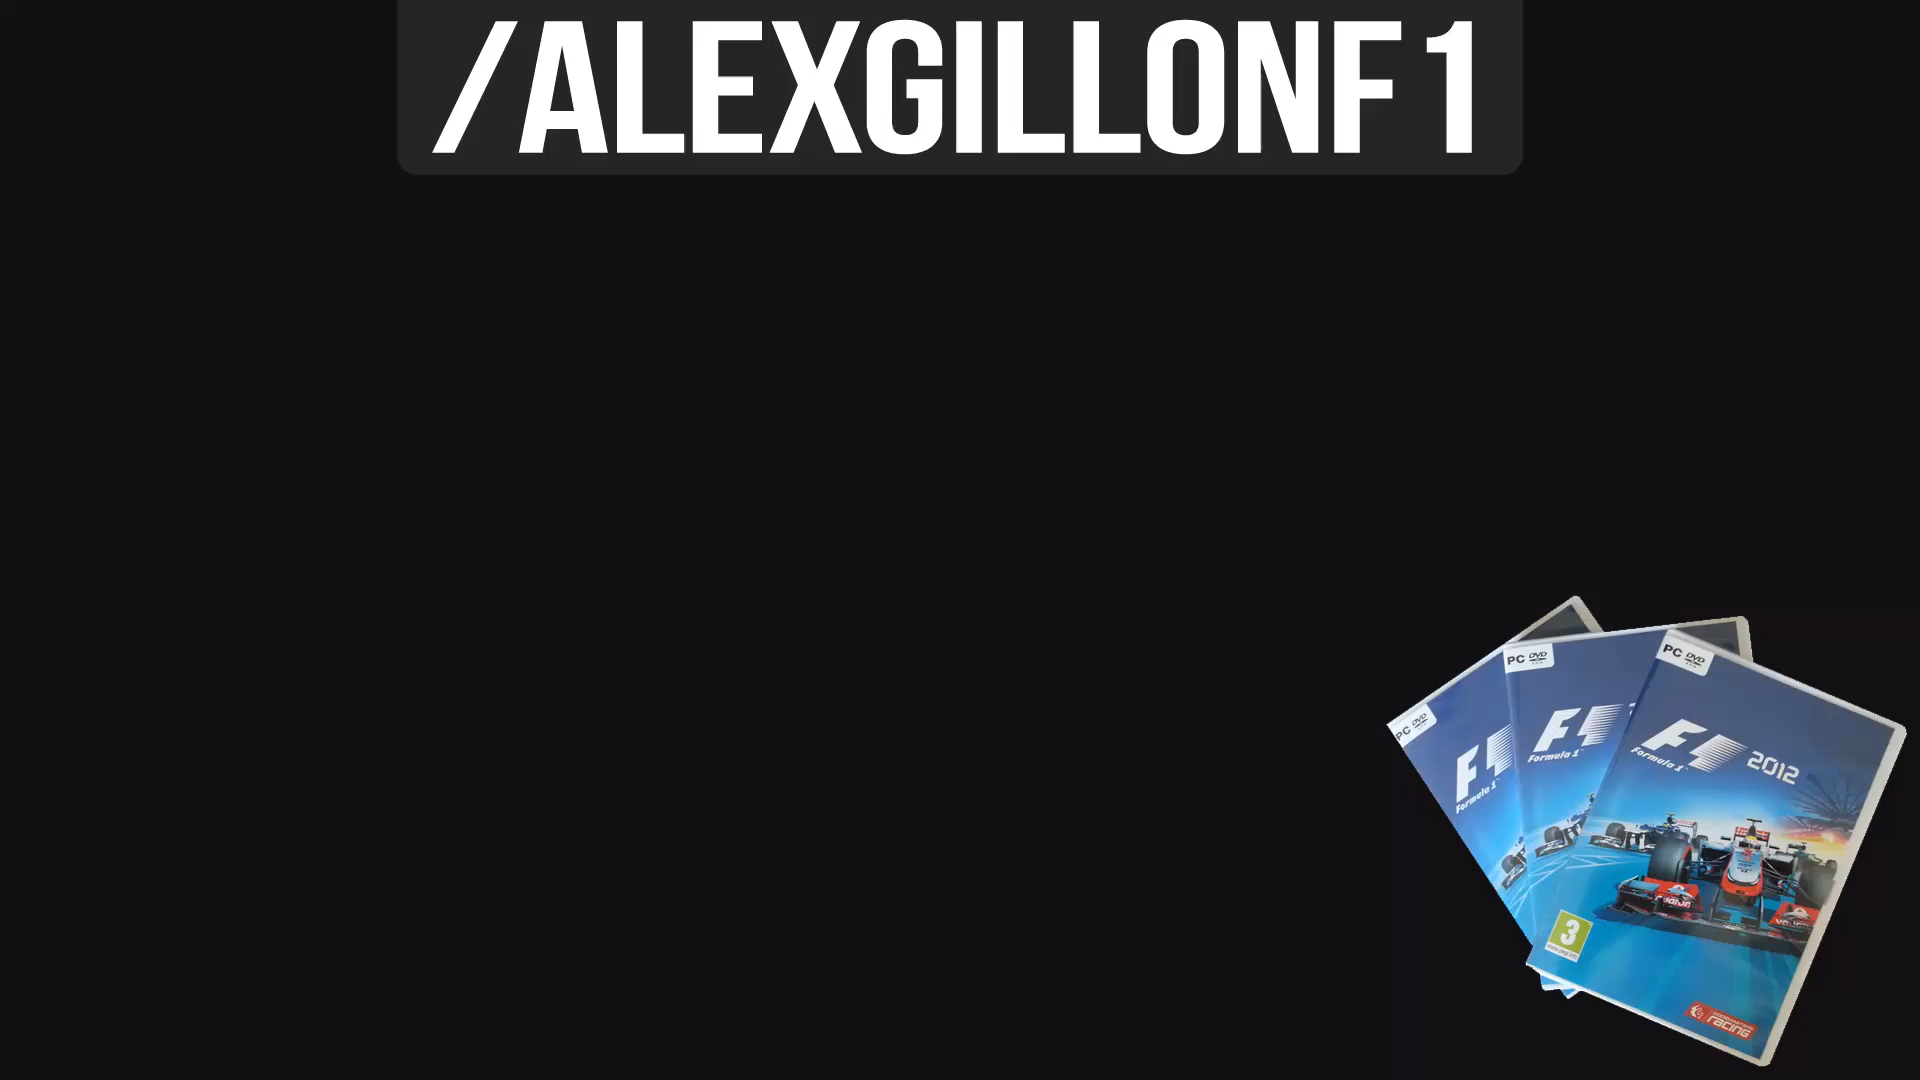 /ALEXGILLONF1
PC DVD
F1
Formula 1
PC DVD
F1
Formula 1
PC DVD
F1 2012
Formula 1
3
CODEMASTERS
racing